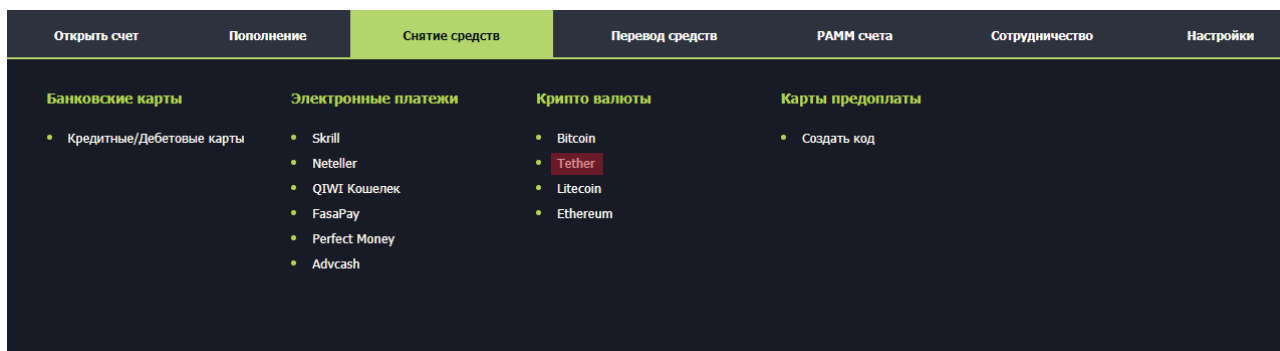 Открыть счет
Пополнение
Снятие средств
Перевод средств
PAMM счета
Сотрудничество
Настройки
Банковские карты
Кредитные/Дебетовые карты
Электронные платежи
Skrill
Neteller
QIWI Кошелек
FasaPay
Perfect Money
Advcash
Крипто валюты
Bitcoin
Tether
Litecoin
Ethereum
Карты предоплаты
Создать код